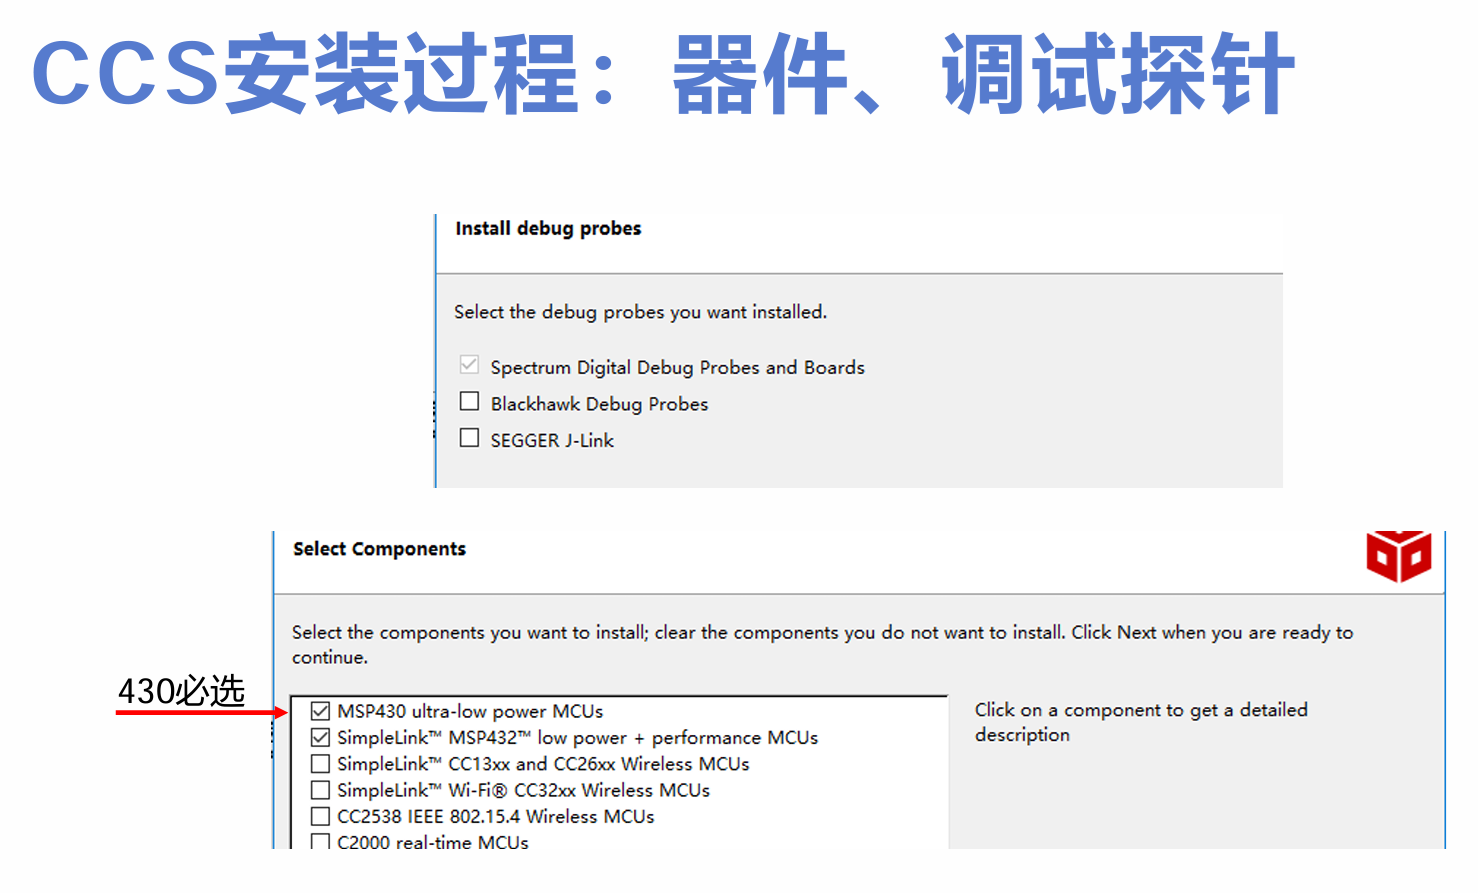 CCS安装过程：器件、调试探针
Install debug probes
Select the debug probes you want installed.
Spectrum Digital Debug Probes and Boards
Blackhawk Debug Probes
SEGGER J-Link
Select Components
Select the components you want to install; clear the components you do not want to install. Click Next when you are ready to
continue.
430必选
MSP430 ultra-low power MCUs
SimpleLink™ MSP432™ low power + performance MCUs
SimpleLink™ CC13xx and CC26xx Wireless MCUs
SimpleLink™ Wi-Fi® CC32xx Wireless MCUs
CC2538 IEEE 802.15.4 Wireless MCUs
C2000 real-time MCUs
Click on a component to get a detailed
description